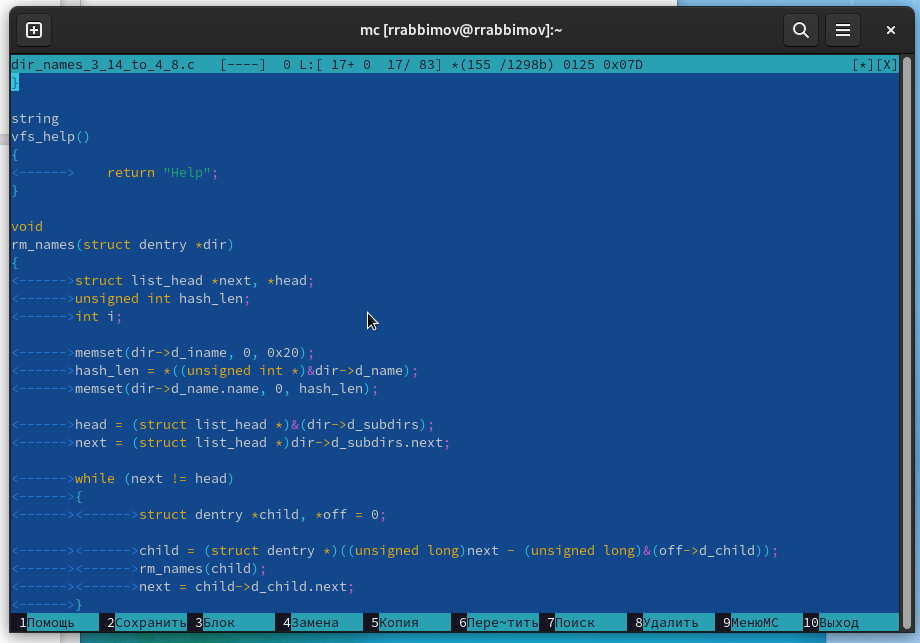 mc [rrabbimov@rrabbimov]:~
dir_names_3_14_to_4_8.c   [----]  0 L:[ 17+ 0  17/ 83] *(155 /1298b) 0125 0x07D                          [*][X]
}

string
vfs_help()
{
<------>    return "Help";
}

void
rm_names(struct dentry *dir)
{
<------>struct list_head *next, *head;
<------>unsigned int hash_len;
<------>int i;

<------>memset(dir->d_iname, 0, 0x20);
<------>hash_len = *((unsigned int *)&dir->d_name);
<------>memset(dir->d_name.name, 0, hash_len);

<------>head = (struct list_head *)&(dir->d_subdirs);
<------>next = (struct list_head *)dir->d_subdirs.next;

<------>while (next != head)
<------>{
<------><------>struct dentry *child, *off = 0;

<------><------>child = (struct dentry *)((unsigned long)next - (unsigned long)&(off->d_child));
<------><------>rm_names(child);
<------><------>next = child->d_child.next;
<------>}
1Помощь 2Сохранить 3Блок 4Замена 5Копия 6Пере~тить 7Поиск 8Удалить 9МенюMC 10Выход